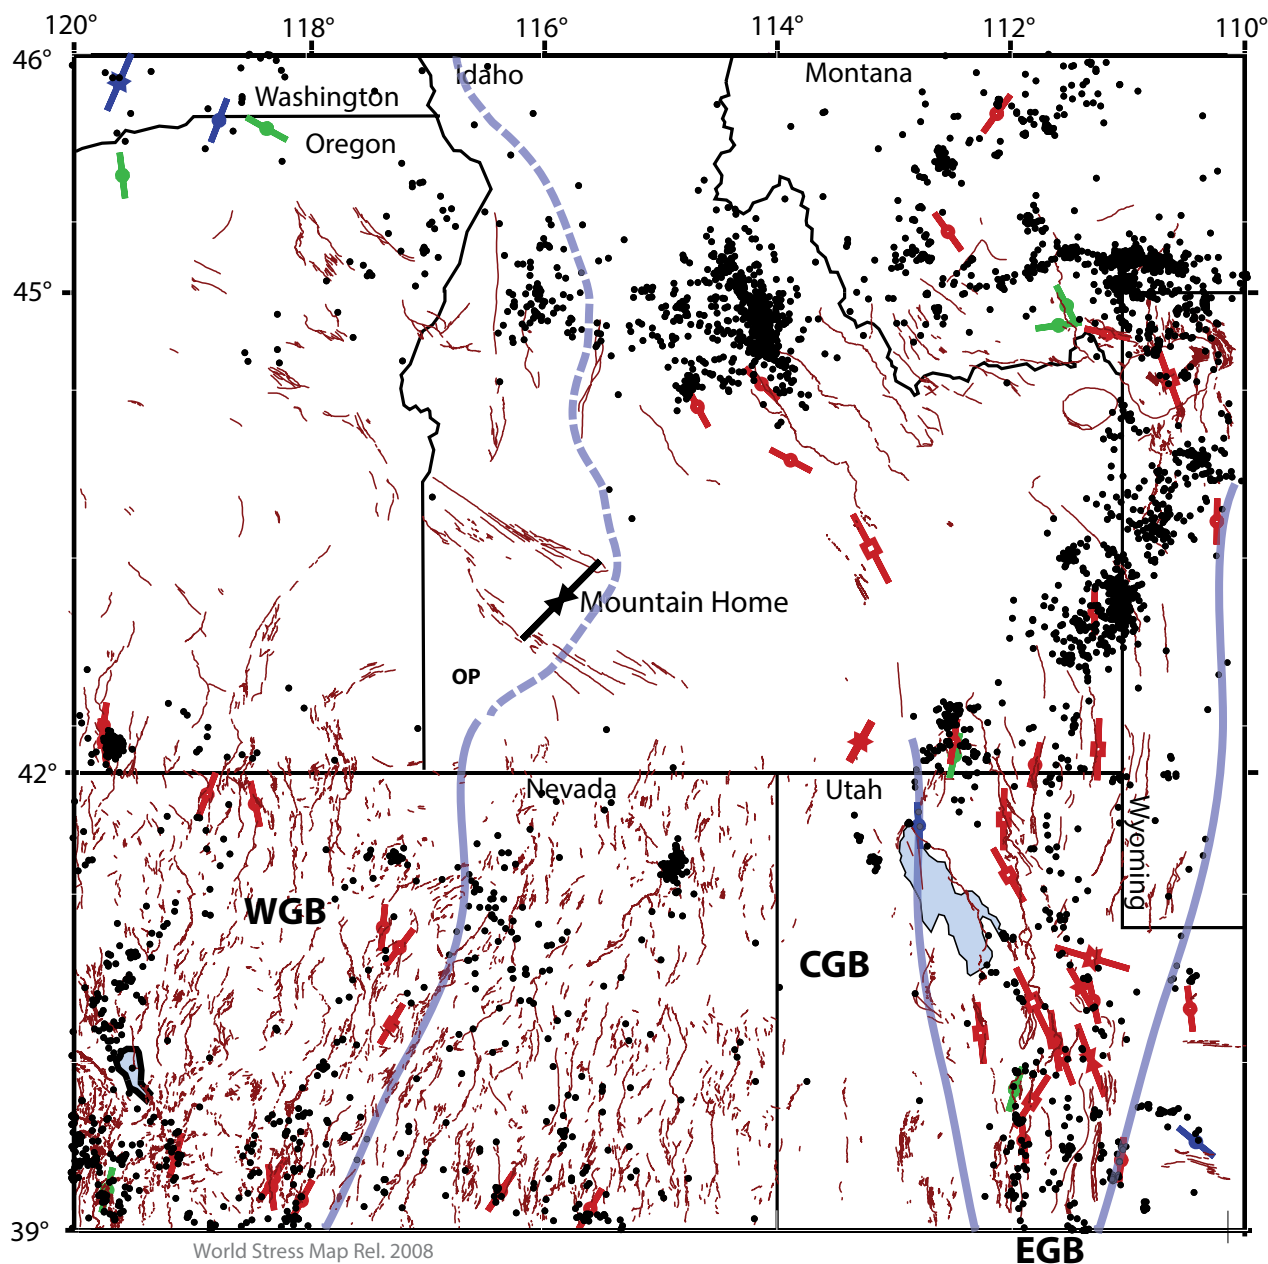 120 118° 116° 114° 112° 110°
46°
Idaho
Montana
Washington
Oregon
45°
Mountain Home
OP
42°
Nevada
Utah
Wyoming
WGB
CGB
39°
World Stress Map Rel. 2008
EGB